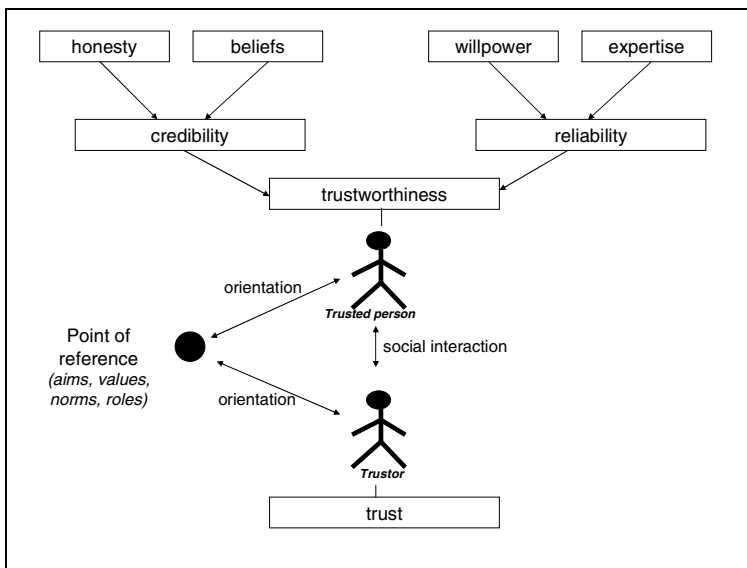 honesty
beliefs
willpower
expertise
credibility
reliability
trustworthiness
orientation
Trusted person
Point of
reference
(aims, values,
norms, roles)
social interaction
orientation
Trustor
trust